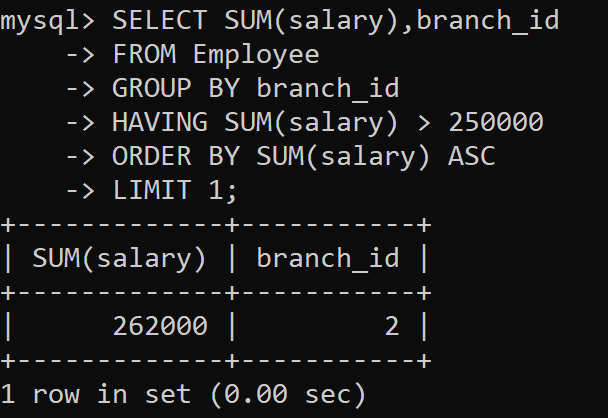 mysql> SELECT SUM(salary),branch_id
    -> FROM Employee
    -> GROUP BY branch_id
    -> HAVING SUM(salary) > 250000
    -> ORDER BY SUM(salary) ASC
    -> LIMIT 1;
+-------------+-----------+
| SUM(salary) | branch_id |
+-------------+-----------+
|      262000 |         2 |
+-------------+-----------+
1 row in set (0.00 sec)